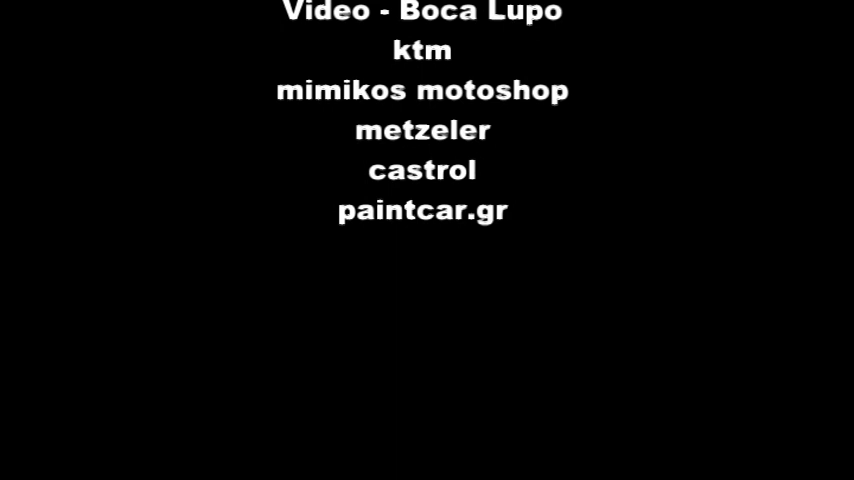 Video - Boca Lupo
ktm
mimikos motoshop
metzeler
castrol
paintcar.gr